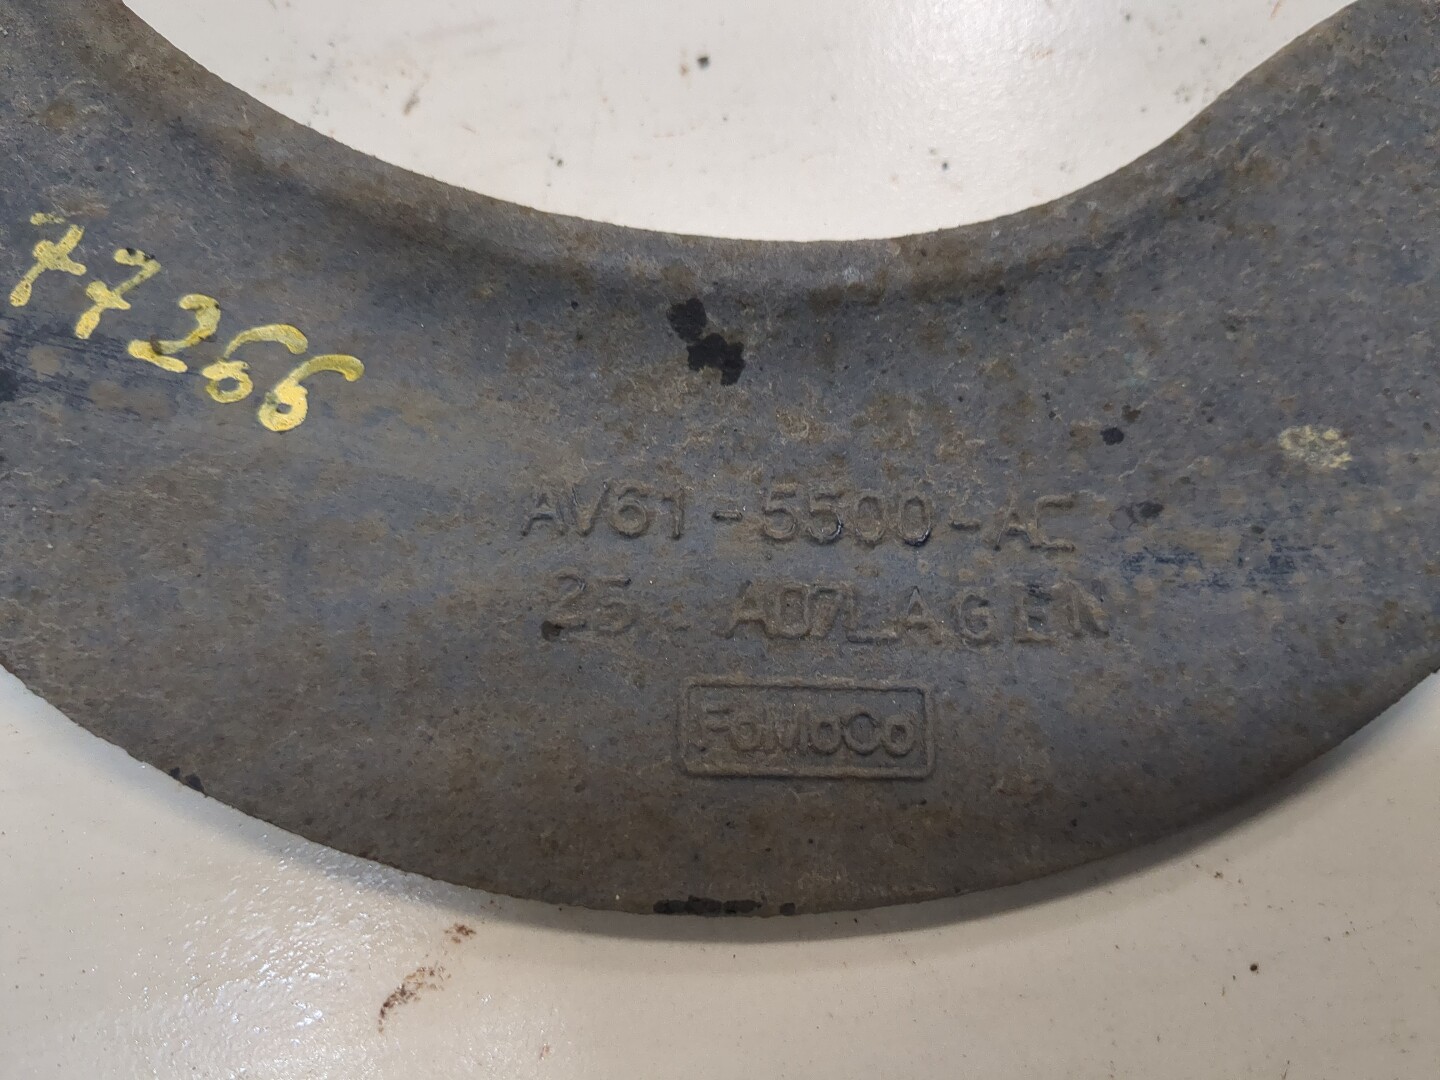 77266
AV61-5500-AC
25. A07LAGEN
FoMoCo